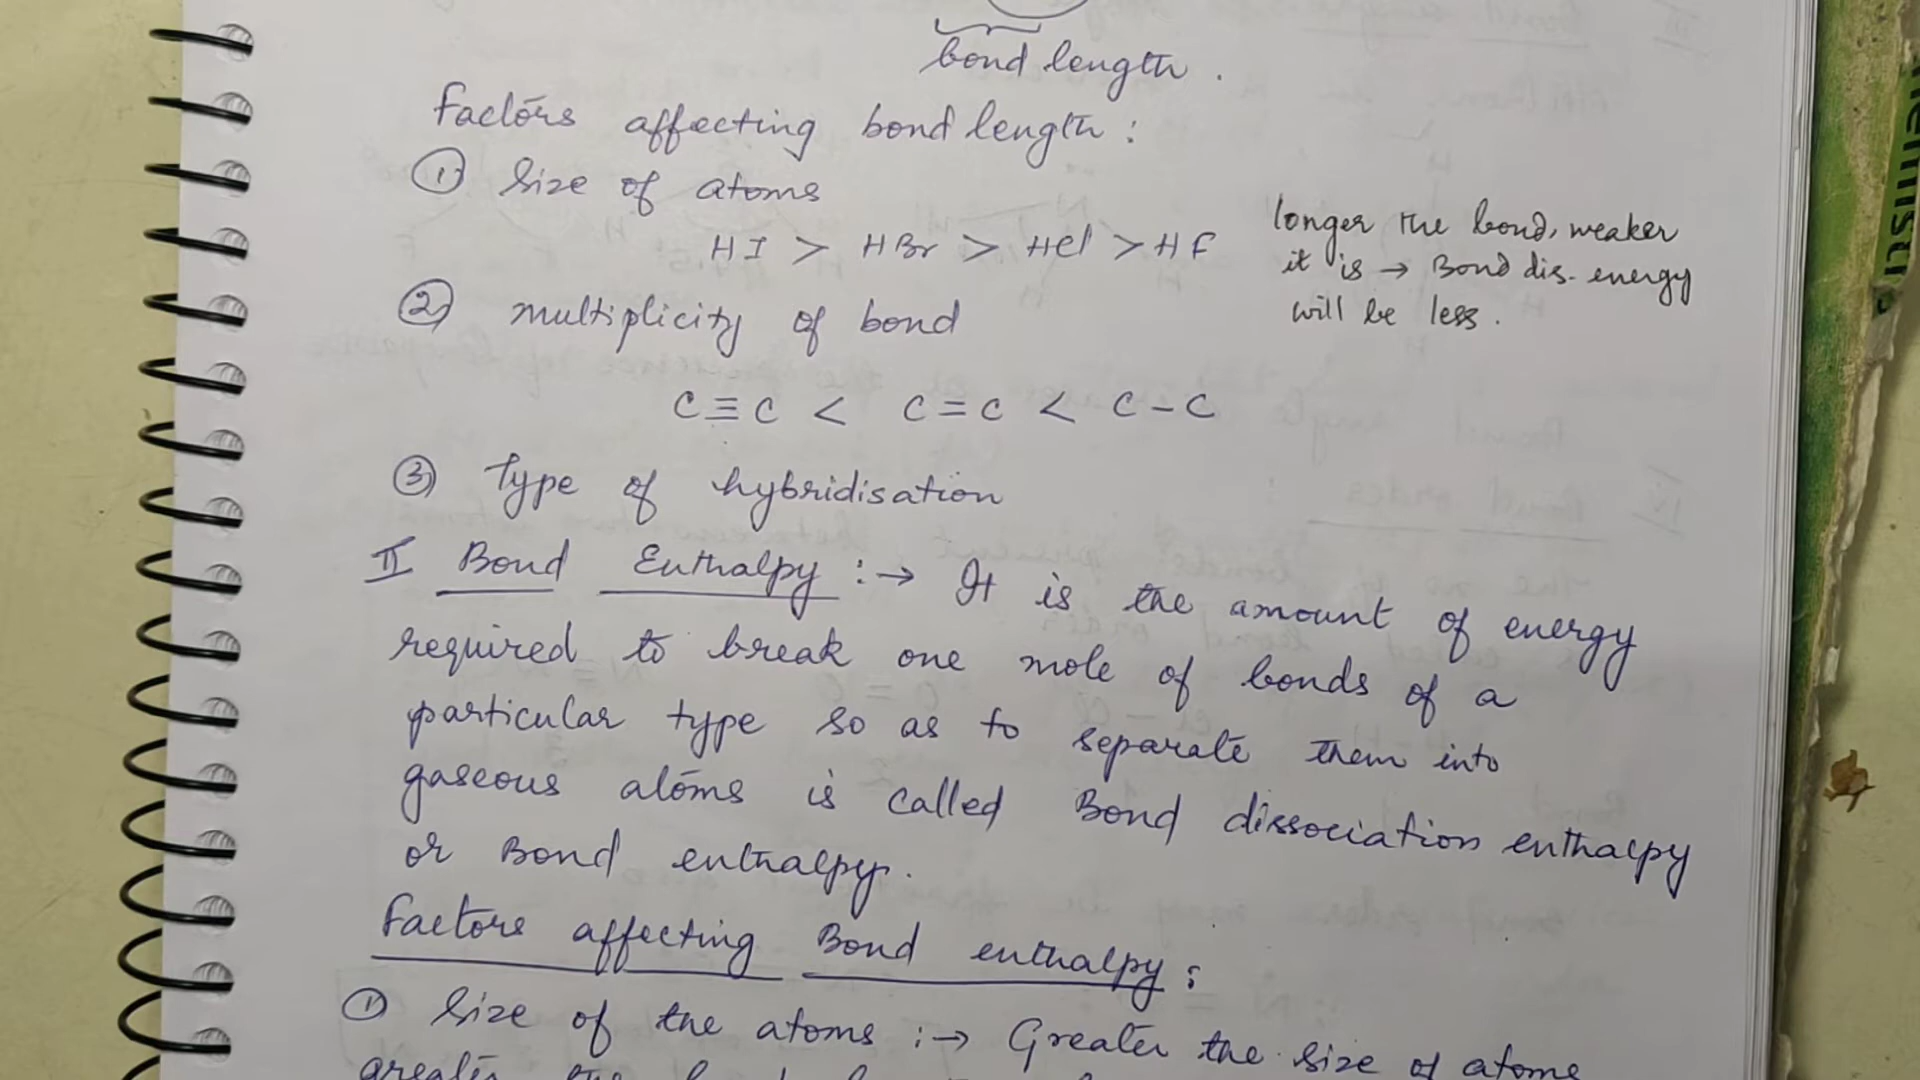 bond length.
Factors affecting bond length:
① Size of atoms
HI > HBr > HCl > HF
longer the bond, weaker
it is → Bond dis. energy
will be less.
② multiplicity of bond
C≡C < C=C < C-C
③ Type of hybridisation
II Bond Enthalpy :→ It is the amount of energy
required to break one mole of bonds of a
particular type so as to separate them into
gaseous atoms is called Bond dissociation enthalpy
or Bond enthalpy.
Factors affecting Bond enthalpy:
① Size of the atoms :→ Greater the size of atoms
greater the